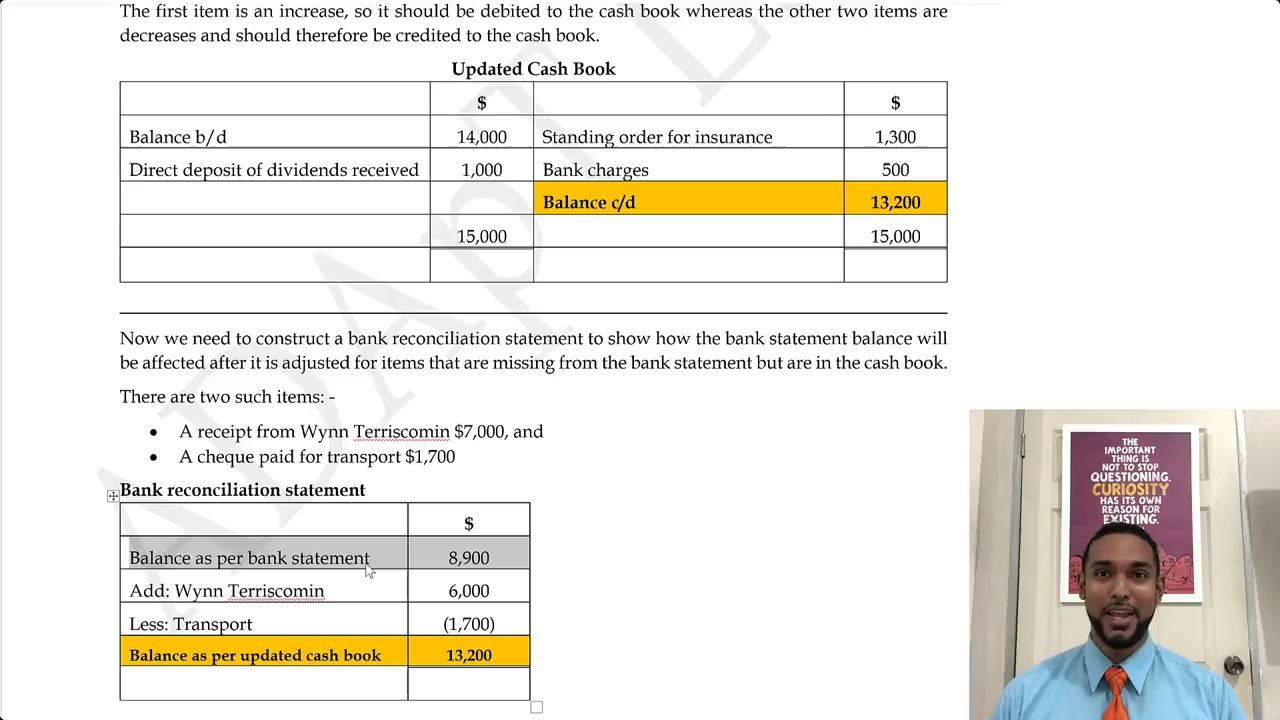 The first item is an increase, so it should be debited to the cash book whereas the other two items are
decreases and should therefore be credited to the cash book.
Updated Cash Book
$ $
Balance b/d 14,000 Standing order for insurance 1,300
Direct deposit of dividends received 1,000 Bank charges 500
Balance c/d 13,200
15,000 15,000
Now we need to construct a bank reconciliation statement to show how the bank statement balance will
be affected after it is adjusted for items that are missing from the bank statement but are in the cash book.
There are two such items: -
• A receipt from Wynn Terriscomin $7,000, and
• A cheque paid for transport $1,700
Bank reconciliation statement
$
Balance as per bank statement 8,900
Add: Wynn Terriscomin 6,000
Less: Transport (1,700)
Balance as per updated cash book 13,200
THE
IMPORTANT
THING IS
NOT TO STOP
QUESTIONING.
CURIOSITY
HAS ITS OWN
REASON FOR
EXISTING.